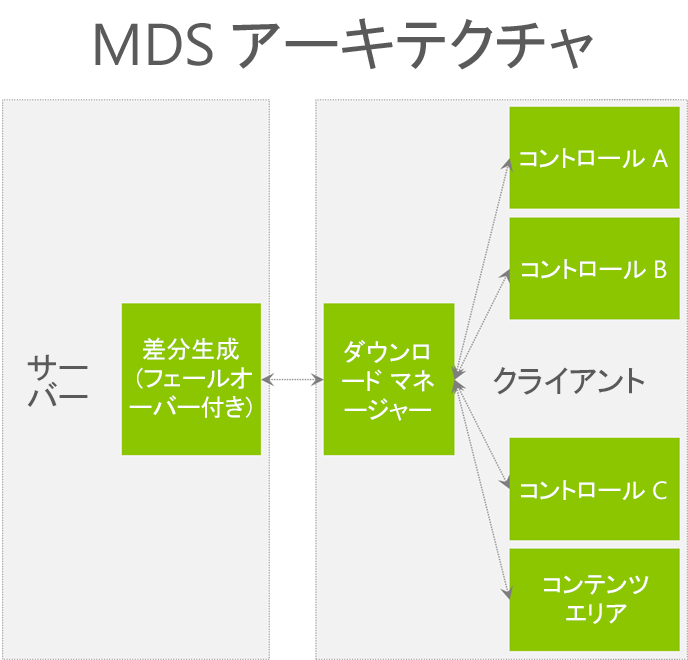 MDS アーキテクチャ
サー
バー
差分生成
(フェールオ
ーバー付き)
ダウンロ
ード マネ
ージャー
コントロール A
コントロール B
クライアント
コントロール C
コンテンツ
エリア